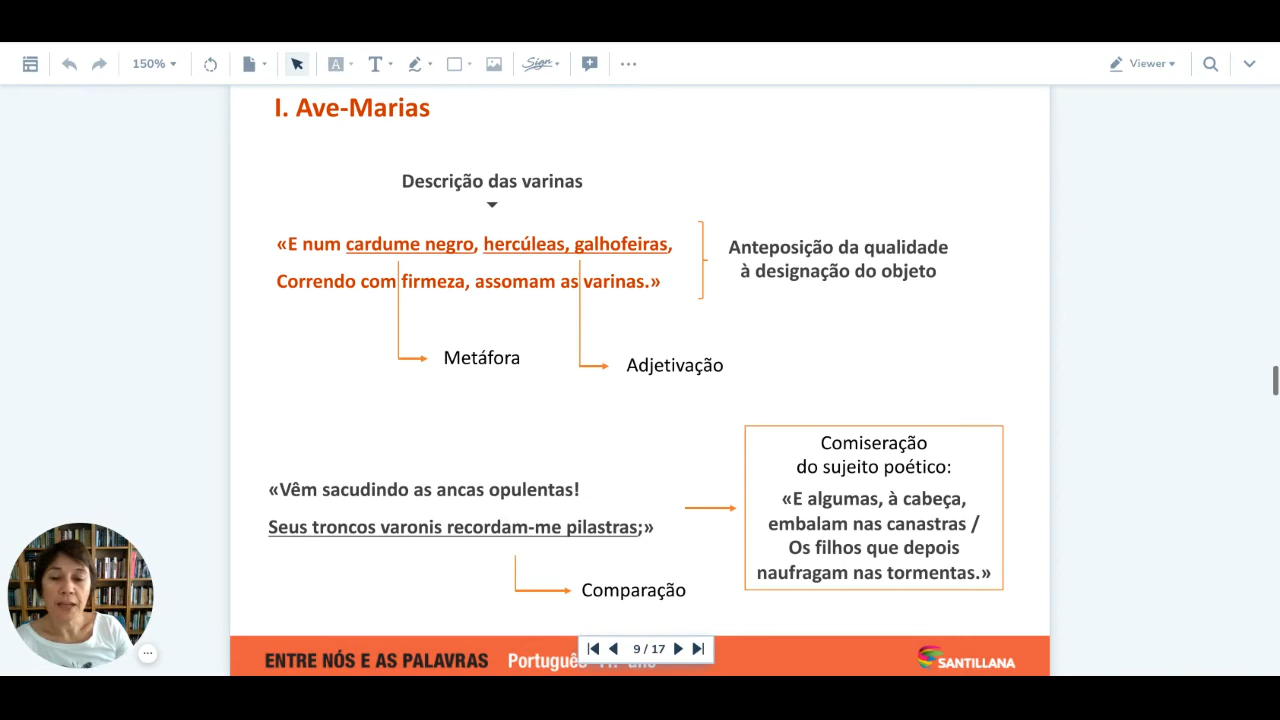 150%
A
T
Sign
Viewer
I. Ave-Marias
Descrição das varinas
«E num cardume negro, hercúleas, galhofeiras,
Correndo com firmeza, assomam as varinas.»
Anteposição da qualidade
à designação do objeto
Metáfora
Adjetivação
«Vêm sacudindo as ancas opulentas!
Seus troncos varonis recordam-me pilastras;»
Comparação
Comiseração
do sujeito poético:
«E algumas, à cabeça,
embalam nas canastras /
Os filhos que depois
naufragam nas tormentas.»
ENTRE NÓS E AS PALAVRAS Português
9 / 17
SANTILLANA